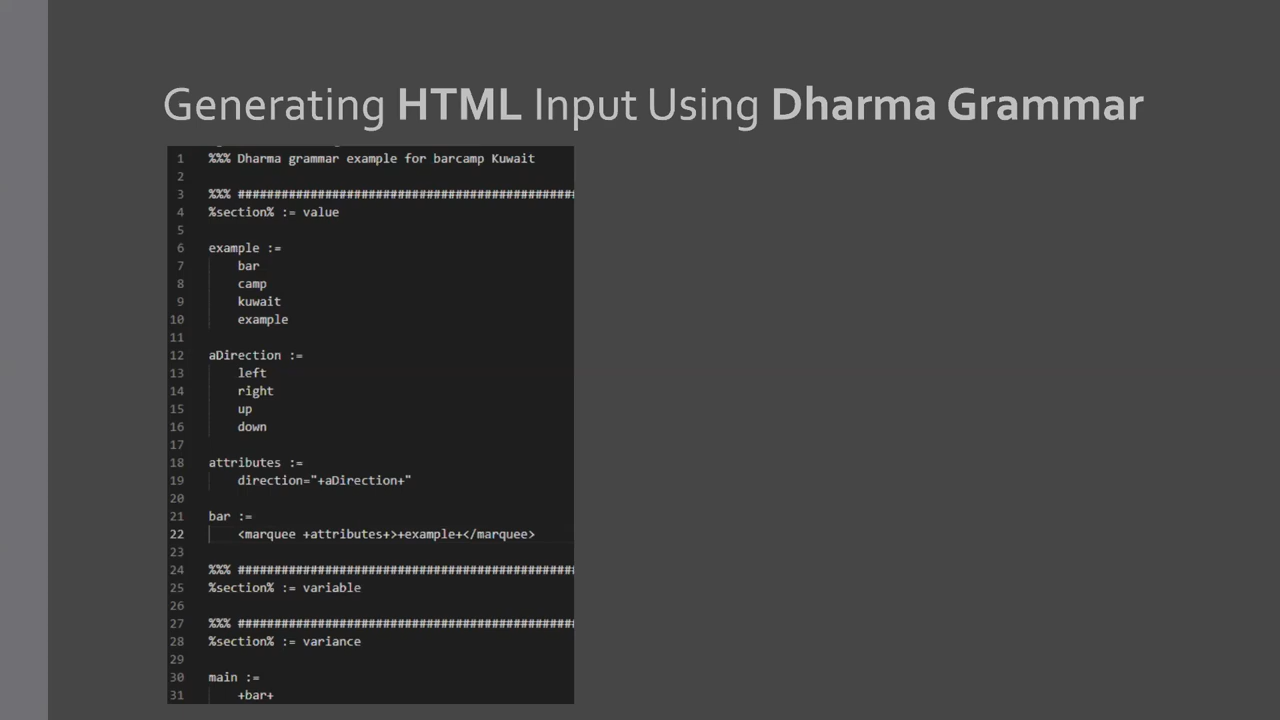 Generating HTML Input Using Dharma Grammar
1 %%% Dharma grammar example for barcamp Kuwait
2
3 %%% ##############################################
4 %section% := value
5
6 example :=
7 bar
8 camp
9 kuwait
10 example
11
12 aDirection :=
13 left
14 right
15 up
16 down
17
18 attributes :=
19 direction="+aDirection+"
20
21 bar :=
22 <marquee +attributes+>+example+</marquee>
23
24 %%% ##############################################
25 %section% := variable
26
27 %%% ##############################################
28 %section% := variance
29
30 main :=
31 +bar+